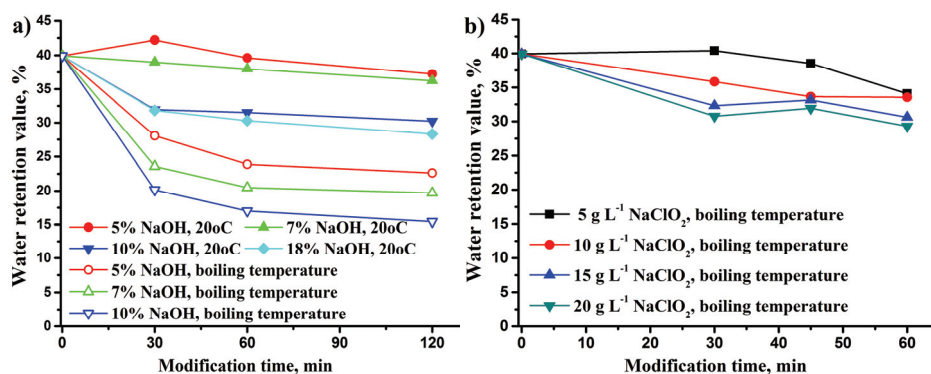 a)
Water retention value, %
45
40
35
30
25
20
15
10
5
0
5% NaOH, 20oC
7% NaOH, 20oC
10% NaOH, 20oC
18% NaOH, 20oC
5% NaOH, boiling temperature
7% NaOH, boiling temperature
10% NaOH, boiling temperature
0 30 60 90 120
Modification time, min
b)
Water retention value, %
45
40
35
30
25
20
15
10
5
0
5 g L⁻¹ NaClO₂, boiling temperature
10 g L⁻¹ NaClO₂, boiling temperature
15 g L⁻¹ NaClO₂, boiling temperature
20 g L⁻¹ NaClO₂, boiling temperature
0 10 20 30 40 50 60
Modification time, min